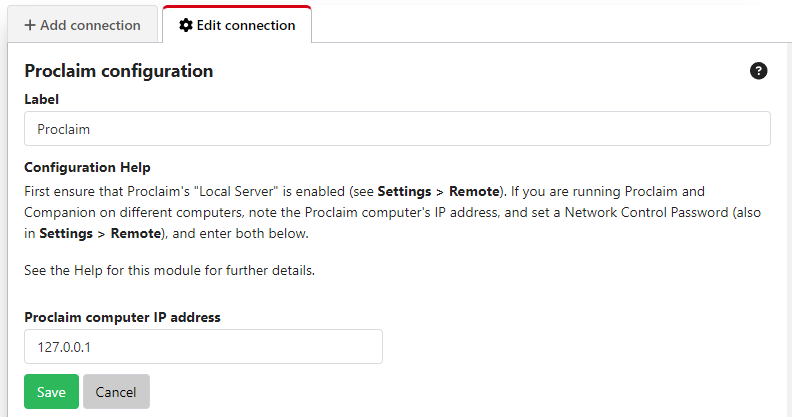 + Add connection
Edit connection
Proclaim configuration
?
Label
Proclaim
Configuration Help
First ensure that Proclaim's "Local Server" is enabled (see Settings > Remote). If you are running Proclaim and
Companion on different computers, note the Proclaim computer's IP address, and set a Network Control Password (also
in Settings > Remote), and enter both below.
See the Help for this module for further details.
Proclaim computer IP address
127.0.0.1
Save
Cancel